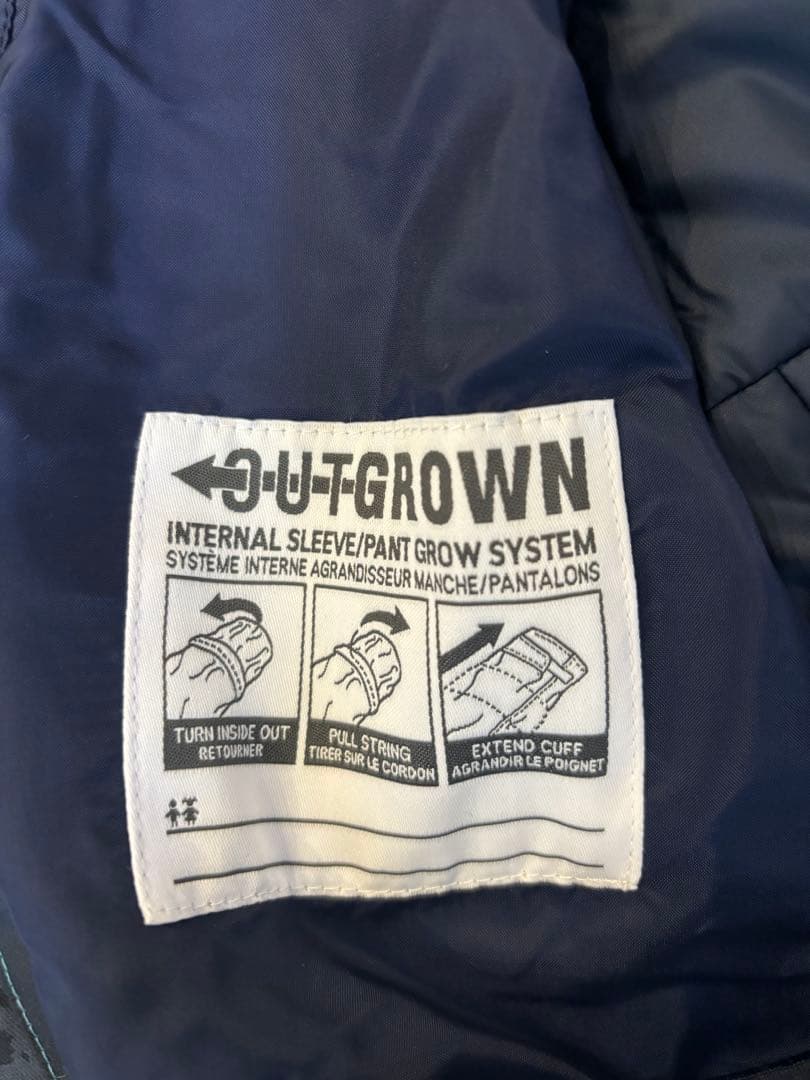 OUTGROWN
INTERNAL SLEEVE/PANT GROW SYSTEM
SYSTÈME INTERNE AGRANDISSEUR MANCHE/PANTALONS
TURN INSIDE OUT
RETOURNER
PULL STRING
TIRER SUR LE CORDON
EXTEND CUFF
AGRANDIR LE POIGNET